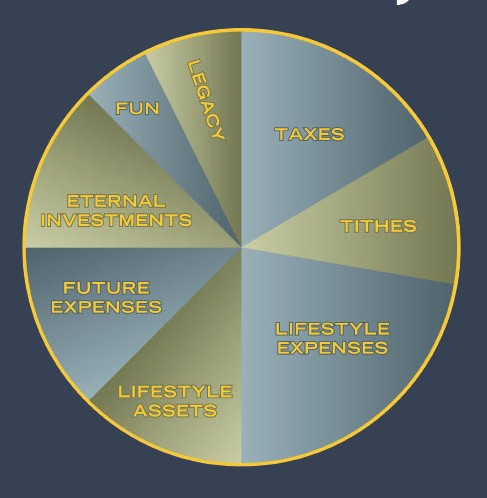 LEGACY
FUN
TAXES
ETERNAL
INVESTMENTS
TITHES
FUTURE
EXPENSES
LIFESTYLE
EXPENSES
LIFESTYLE
ASSETS